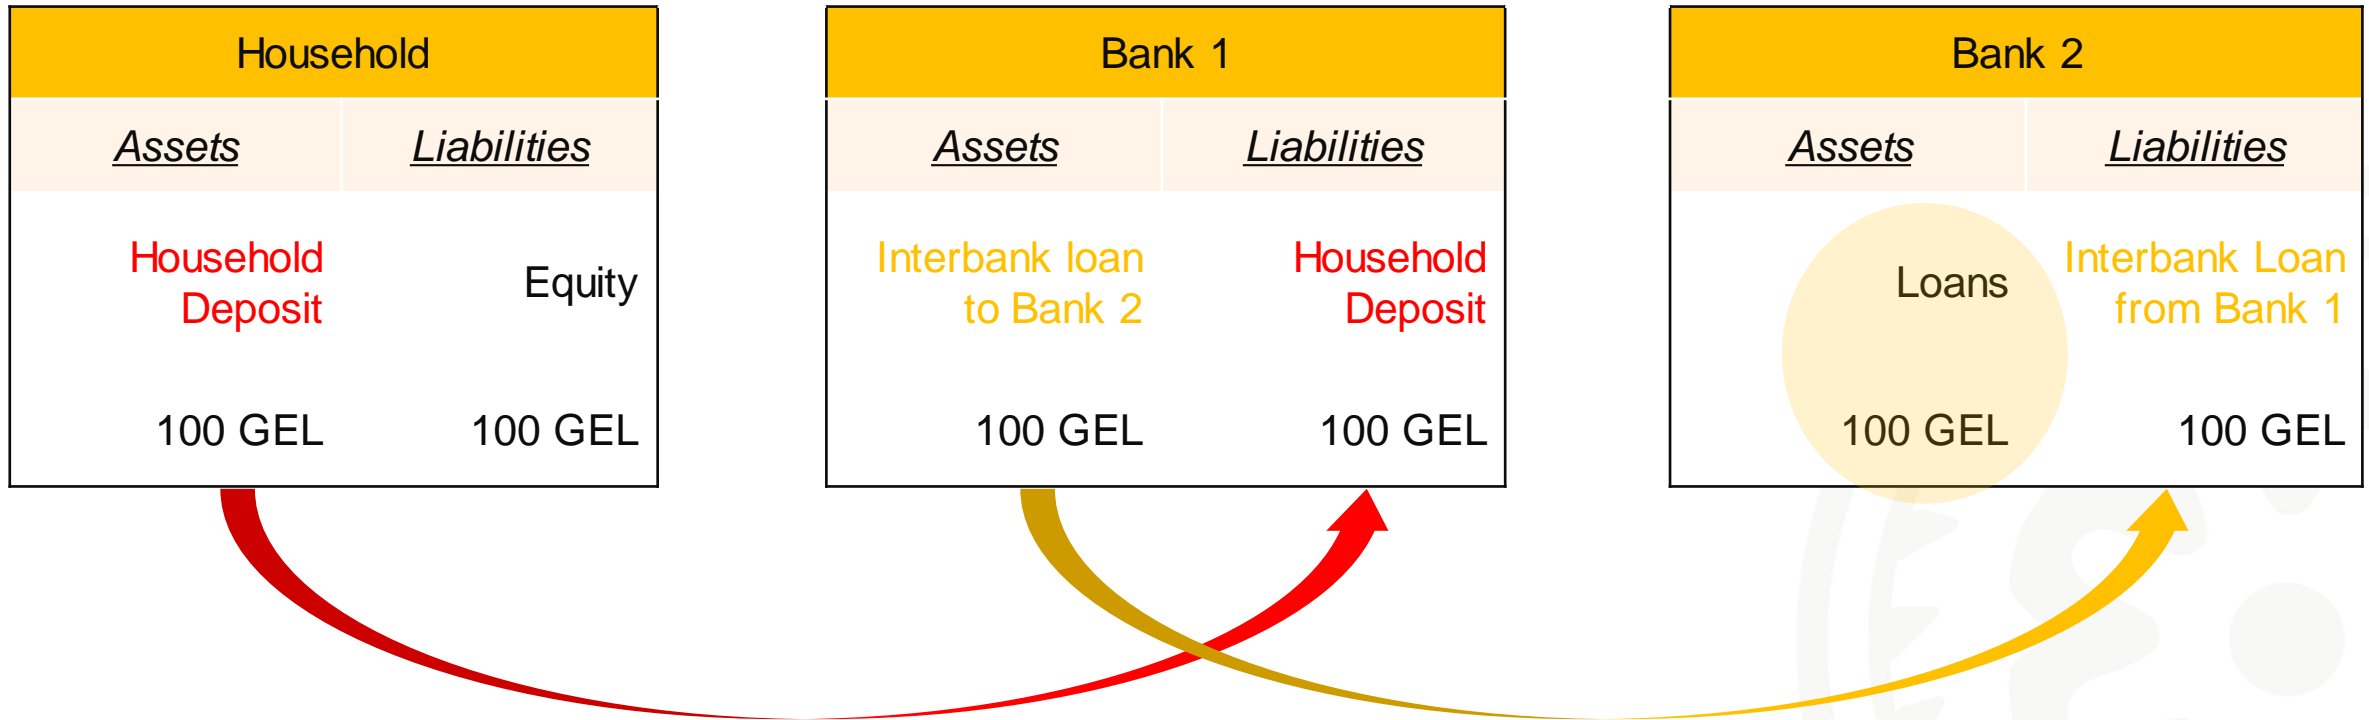 Household
Assets Liabilities
Household
Deposit
Equity
100 GEL 100 GEL
Bank 1
Assets Liabilities
Interbank loan
to Bank 2
Household
Deposit
100 GEL 100 GEL
Bank 2
Assets Liabilities
Loans
Interbank Loan
from Bank 1
100 GEL 100 GEL